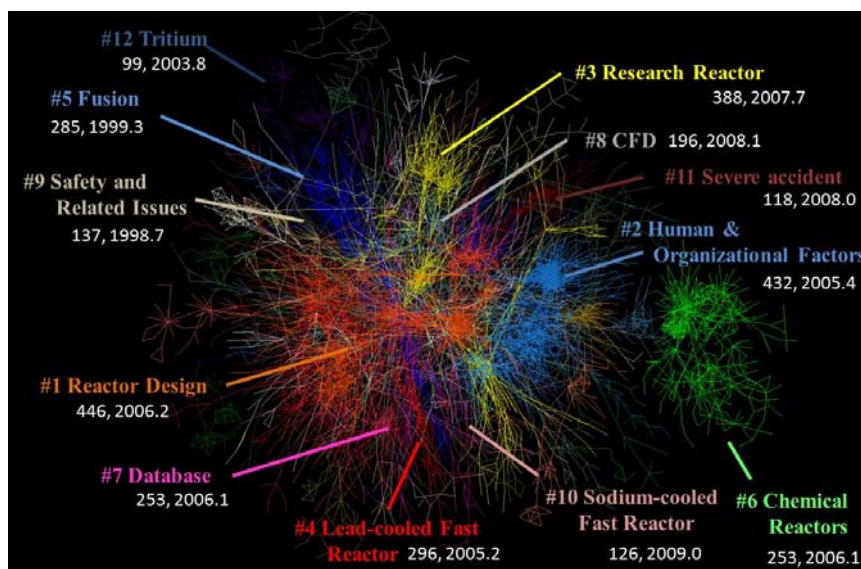 #12 Tritium
99, 2003.8
#5 Fusion
285, 1999.3
#9 Safety and
Related Issues
137, 1998.7
#3 Research Reactor
388, 2007.7
#8 CFD 196, 2008.1
#11 Severe accident
118, 2008.0
#2 Human &
Organizational Factors
432, 2005.4
#1 Reactor Design
446, 2006.2
#7 Database
253, 2006.1
#4 Lead-cooled Fast
Reactor 296, 2005.2
#10 Sodium-cooled
Fast Reactor
126, 2009.0
#6 Chemical
Reactors
253, 2006.1